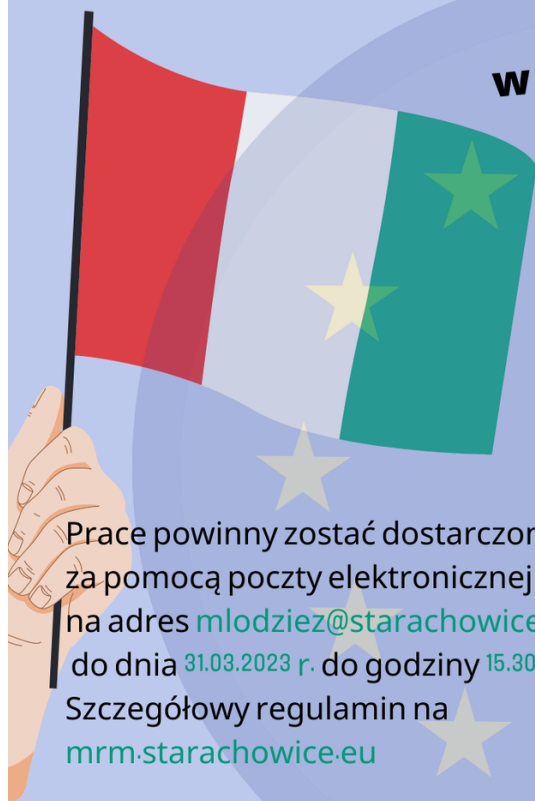 w
Prace powinny zostać dostarczon
za pomocą poczty elektronicznej
na adres mlodziez@starachowice
do dnia 31.03.2023 r. do godziny 15.30
Szczegółowy regulamin na
mrm.starachowice.eu